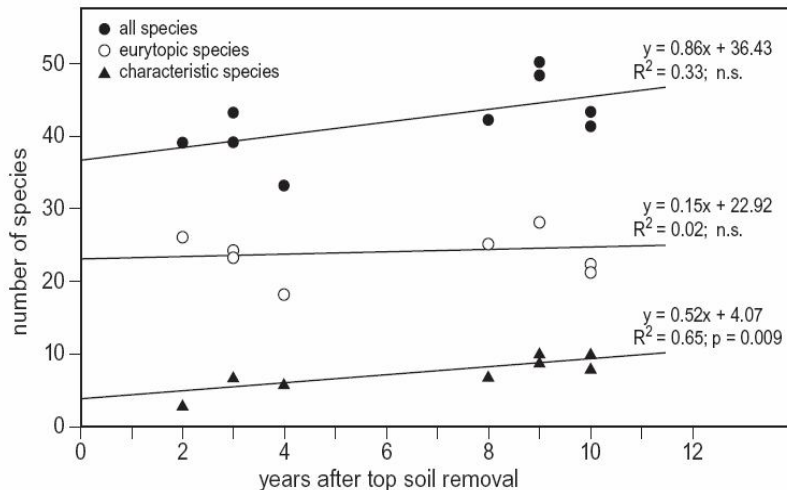 all species
eurytopic species
characteristic species
y = 0.86x + 36.43
R² = 0.33; n.s.
y = 0.15x + 22.92
R² = 0.02; n.s.
y = 0.52x + 4.07
R² = 0.65; p = 0.009
number of species
50
40
30
20
10
0
0 2 4 6 8 10 12
years after top soil removal